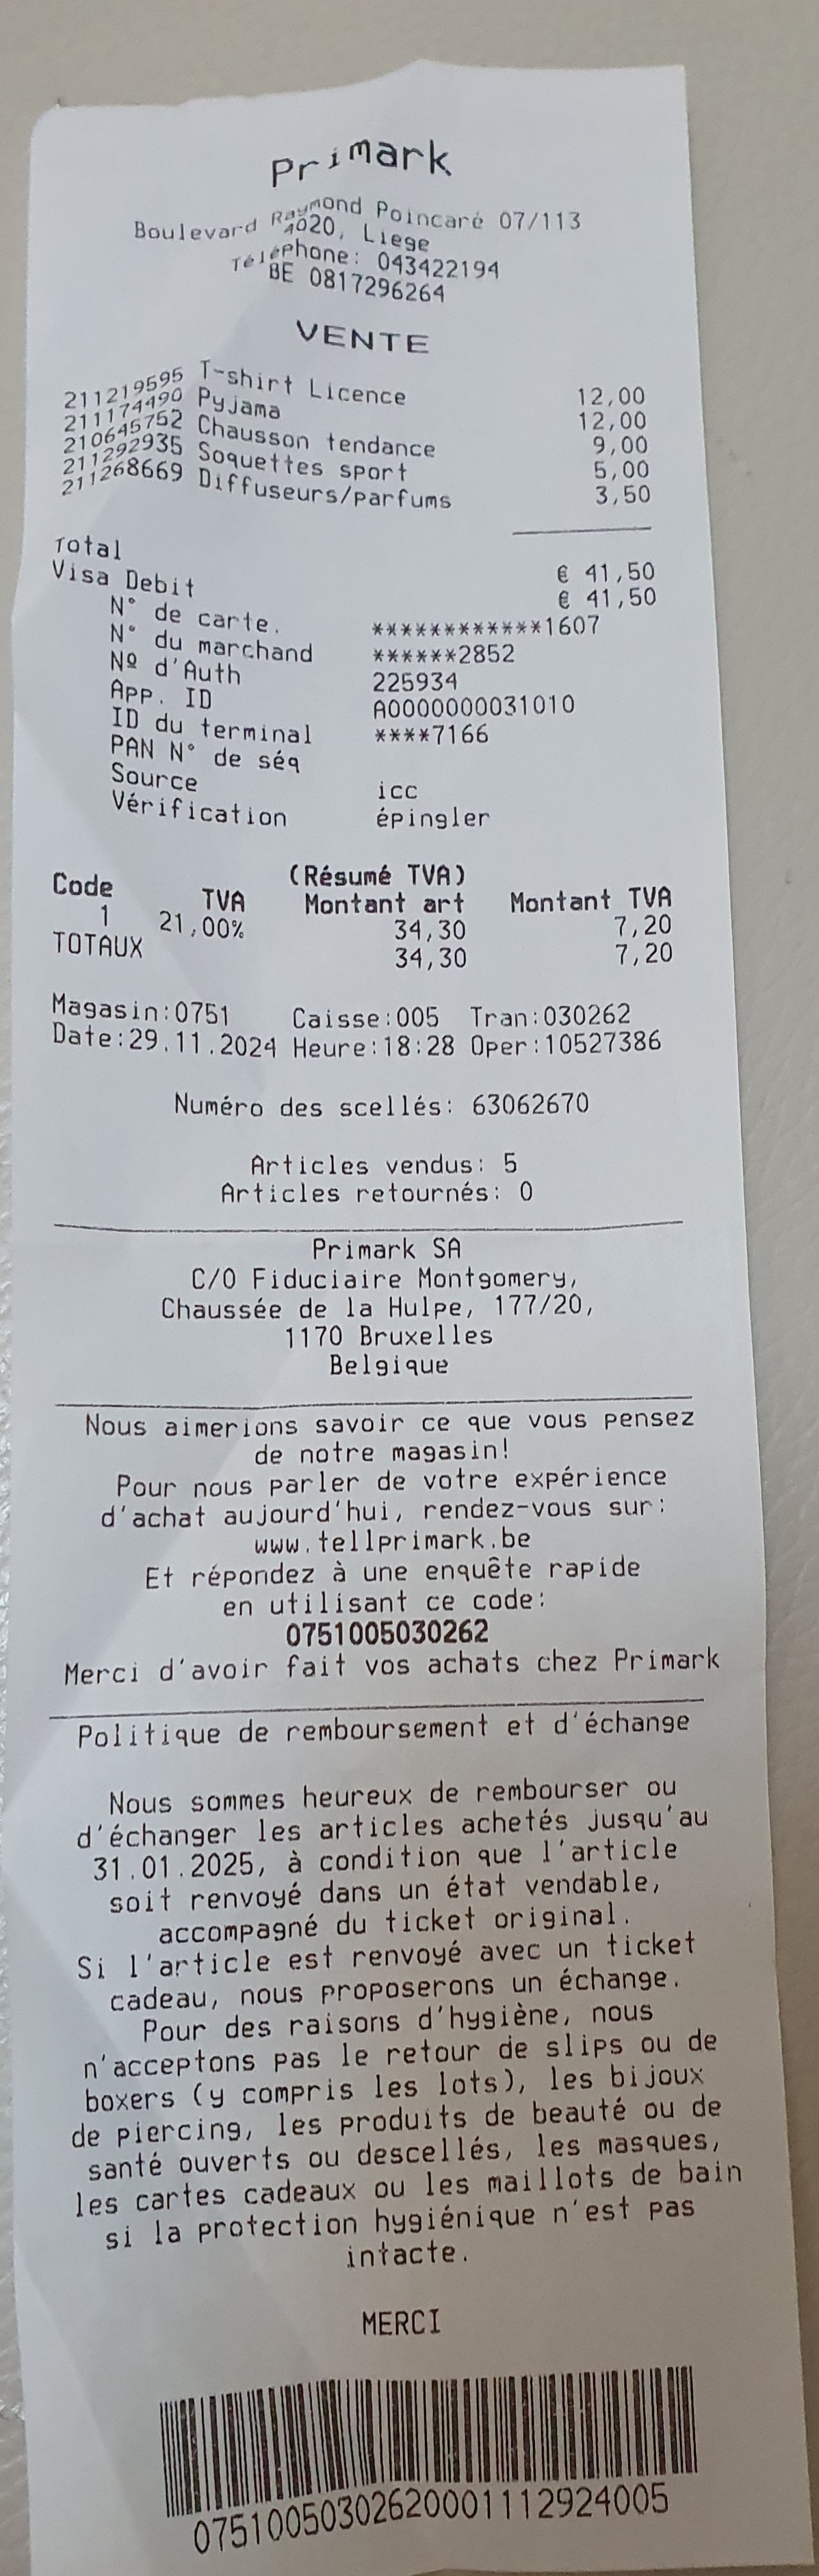 Primark
Boulevard Raymond Poincaré 07/113
4020, Liege
Téléphone: 043422194
BE 0817296264
VENTE
211219595 T-shirt Licence 12,00
211174490 Pyjama 12,00
210645752 Chausson tendance 9,00
211292935 Soquettes sport 5,00
211268669 Diffuseurs/parfums 3,50
Total € 41,50
Visa Debit € 41,50
N° de carte. ************1607
N° du marchand ******2852
Nº d'Auth 225934
App. ID A0000000031010
ID du terminal ****7166
PAN N° de séq
Source icc
Vérification épingler
(Résumé TVA)
Code TVA Montant art Montant TVA
1 21,00% 34,30 7,20
TOTAUX 34,30 7,20
Magasin:0751 Caisse:005 Tran:030262
Date:29.11.2024 Heure:18:28 Oper:10527386
Numéro des scellés: 63062670
Articles vendus: 5
Articles retournés: 0
Primark SA
C/O Fiduciaire Montgomery,
Chaussée de la Hulpe, 177/20,
1170 Bruxelles
Belgique
Nous aimerions savoir ce que vous pensez
de notre magasin!
Pour nous parler de votre expérience
d'achat aujourd'hui, rendez-vous sur:
www.tellprimark.be
Et répondez à une enquête rapide
en utilisant ce code:
0751005030262
Merci d'avoir fait vos achats chez Primark
Politique de remboursement et d'échange
Nous sommes heureux de rembourser ou
d'échanger les articles achetés jusqu'au
31.01.2025, à condition que l'article
soit renvoyé dans un état vendable,
accompagné du ticket original.
Si l'article est renvoyé avec un ticket
cadeau, nous proposerons un échange.
Pour des raisons d'hygiène, nous
n'acceptons pas le retour de slips ou de
boxers (y compris les lots), les bijoux
de piercing, les produits de beauté ou de
santé ouverts ou descellés, les masques,
les cartes cadeaux ou les maillots de bain
si la protection hygiénique n'est pas
intacte.
MERCI
07510050302620001112924005